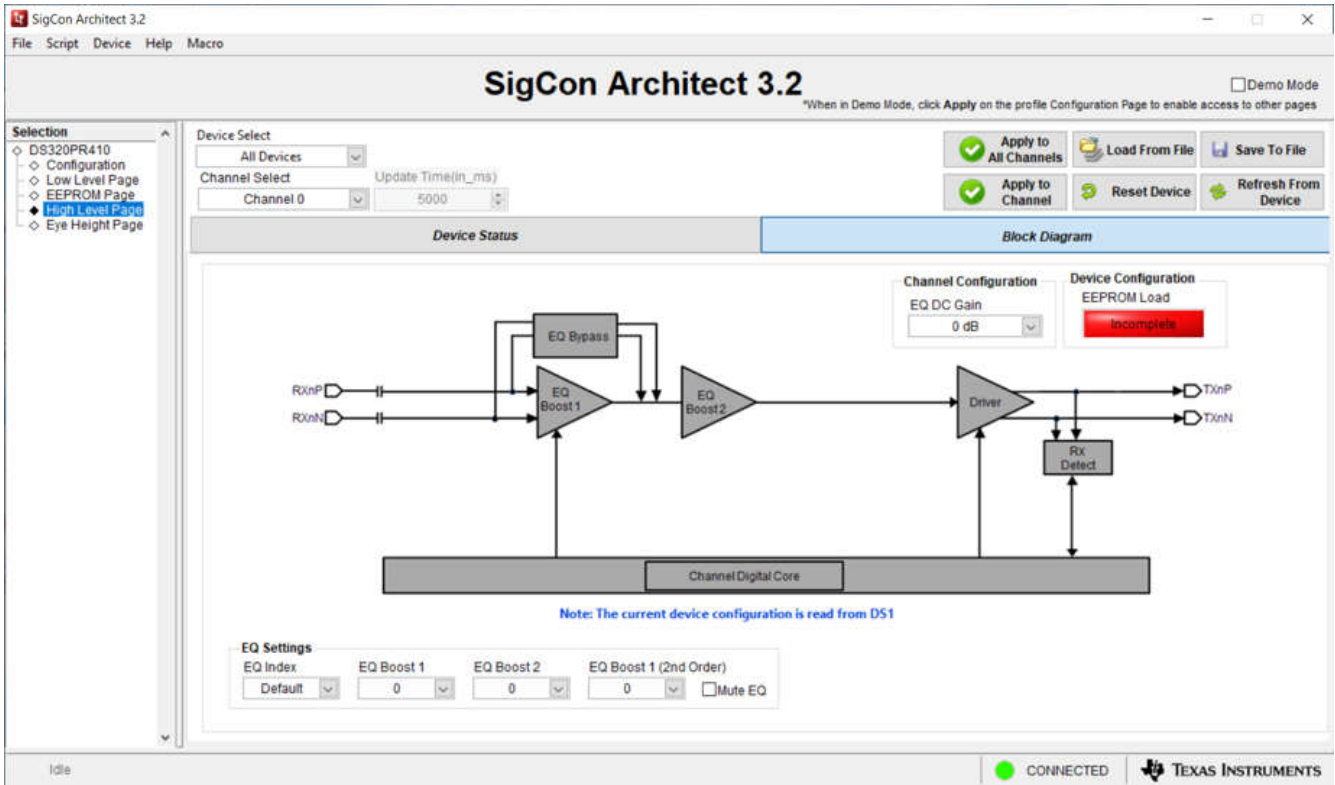 SigCon Architect 3.2
File Script Device Help Macro
SigCon Architect 3.2
Demo Mode
*When in Demo Mode, click Apply on the profile Configuration Page to enable access to other pages
Selection
DS320PR410
Configuration
Low Level Page
EEPROM Page
High Level Page
Eye Height Page
Device Select
All Devices
Channel Select
Channel 0
Update Time(in_ms)
5000
Apply to
All Channels
Load From File
Save To File
Apply to
Channel
Reset Device
Refresh From
Device
Device Status
Block Diagram
Channel Configuration
EQ DC Gain
0 dB
Device Configuration
EEPROM Load
Incomplete
EQ Bypass
RXnP
RXnN
EQ
Boost 1
EQ
Boost2
Driver
TXnP
TXnN
Rx
Detect
Channel Digital Core
Note: The current device configuration is read from DS1
EQ Settings
EQ Index
Default
EQ Boost 1
0
EQ Boost 2
0
EQ Boost 1 (2nd Order)
0
Mute EQ
Idle
CONNECTED
TEXAS INSTRUMENTS